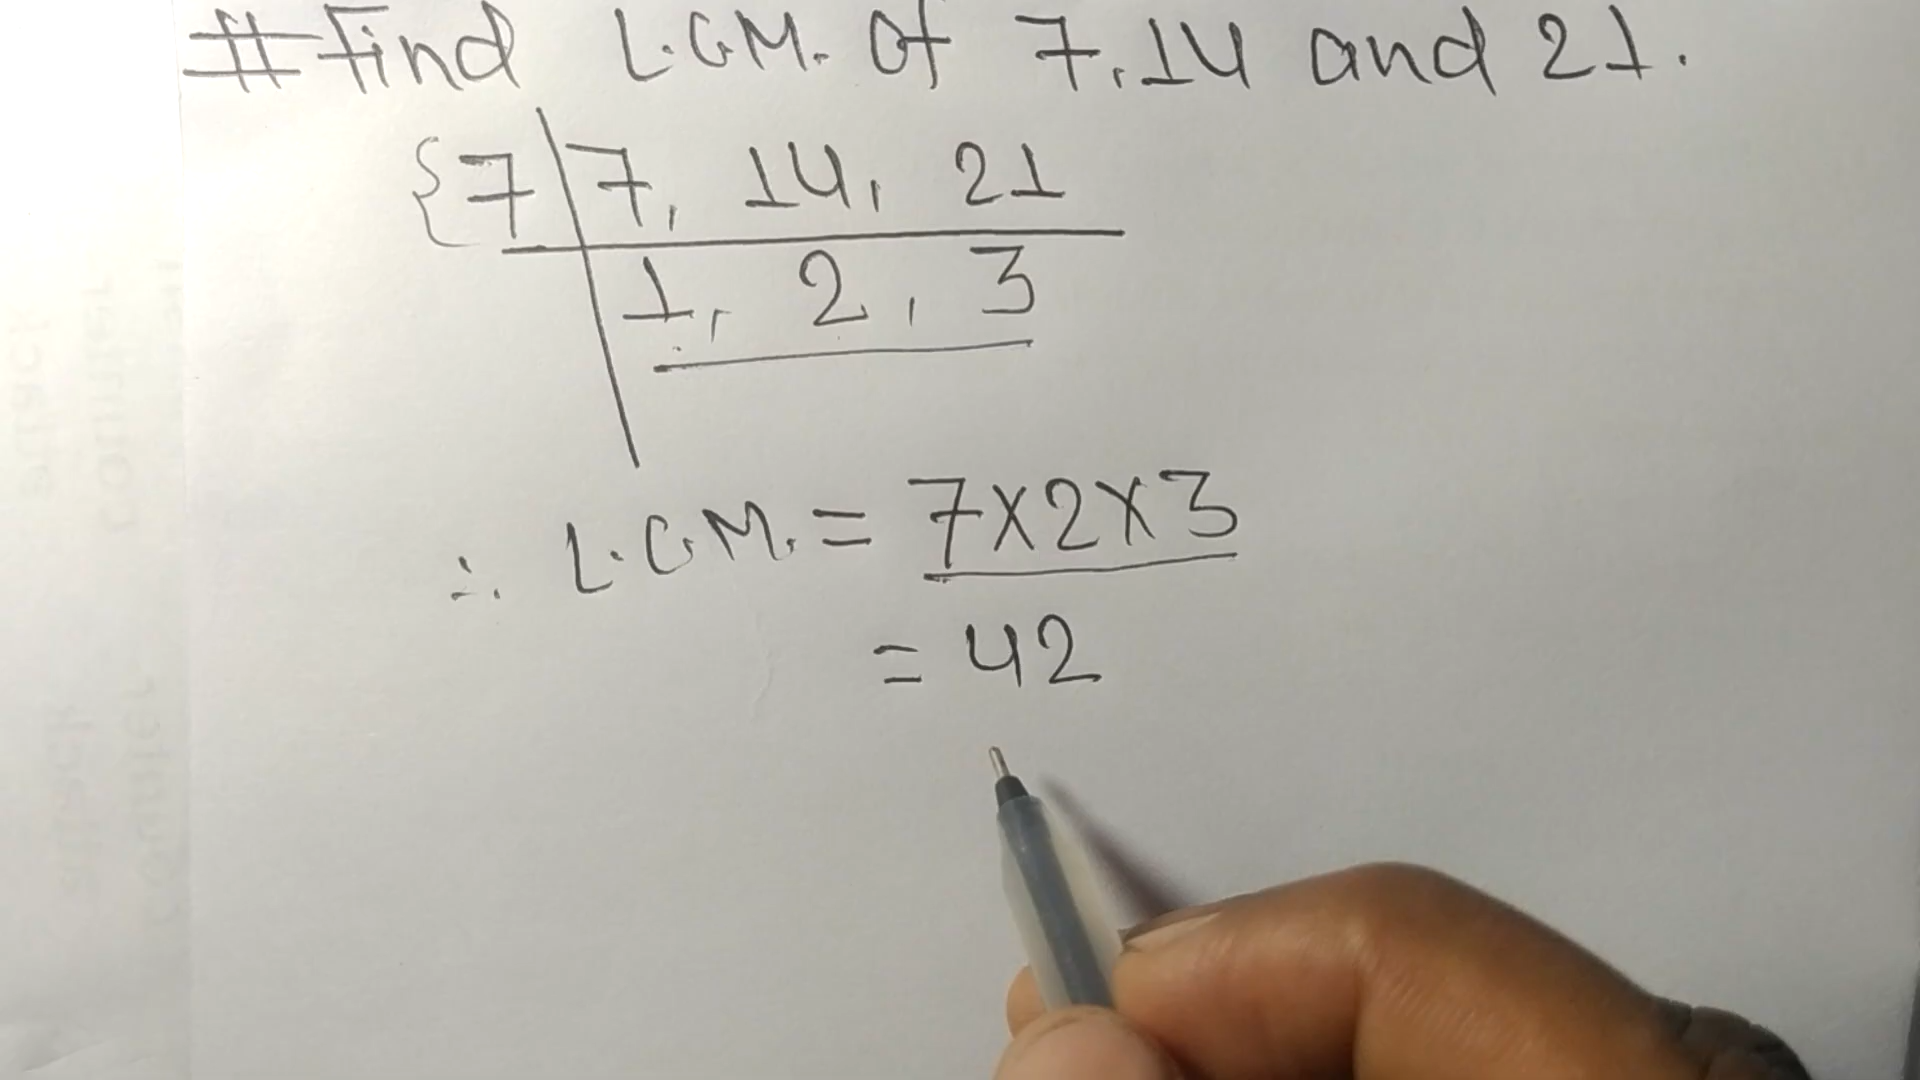 # Find L.C.M. of 7, 14 and 21.
{7 | 7, 14, 21
1, 2, 3
∴ L.C.M. = 7×2×3
= 42